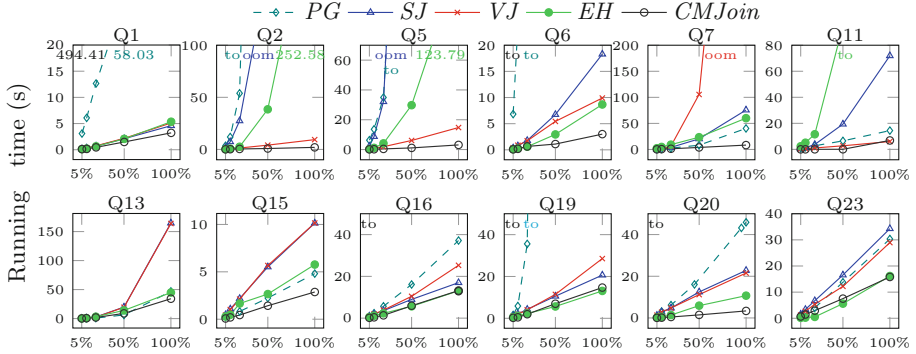 PG SJ VJ EH CMJoin
Q1 Q2 Q5 Q6 Q7 Q11
494.41 58.03 to oom 252.58 oom 123.79 to to to oom to
20 15 10 5 0
100 75 50 25 0
80 60 40 20 0
20 15 10 5 0
200 150 100 50 0
80 60 40 20 0
5% 50% 100% 5% 50% 100% 5% 50% 100% 5% 50% 100% 5% 50% 100% 5% 50% 100%
Running time (s)
Q13 Q15 Q16 Q19 Q20 Q23
to to to to
150 100 50 0
10 5 0
40 20 0
40 20 0
40 20 0
40 30 20 10 0
5% 50% 100% 5% 50% 100% 5% 50% 100% 5% 50% 100% 5% 50% 100% 5% 50% 100%